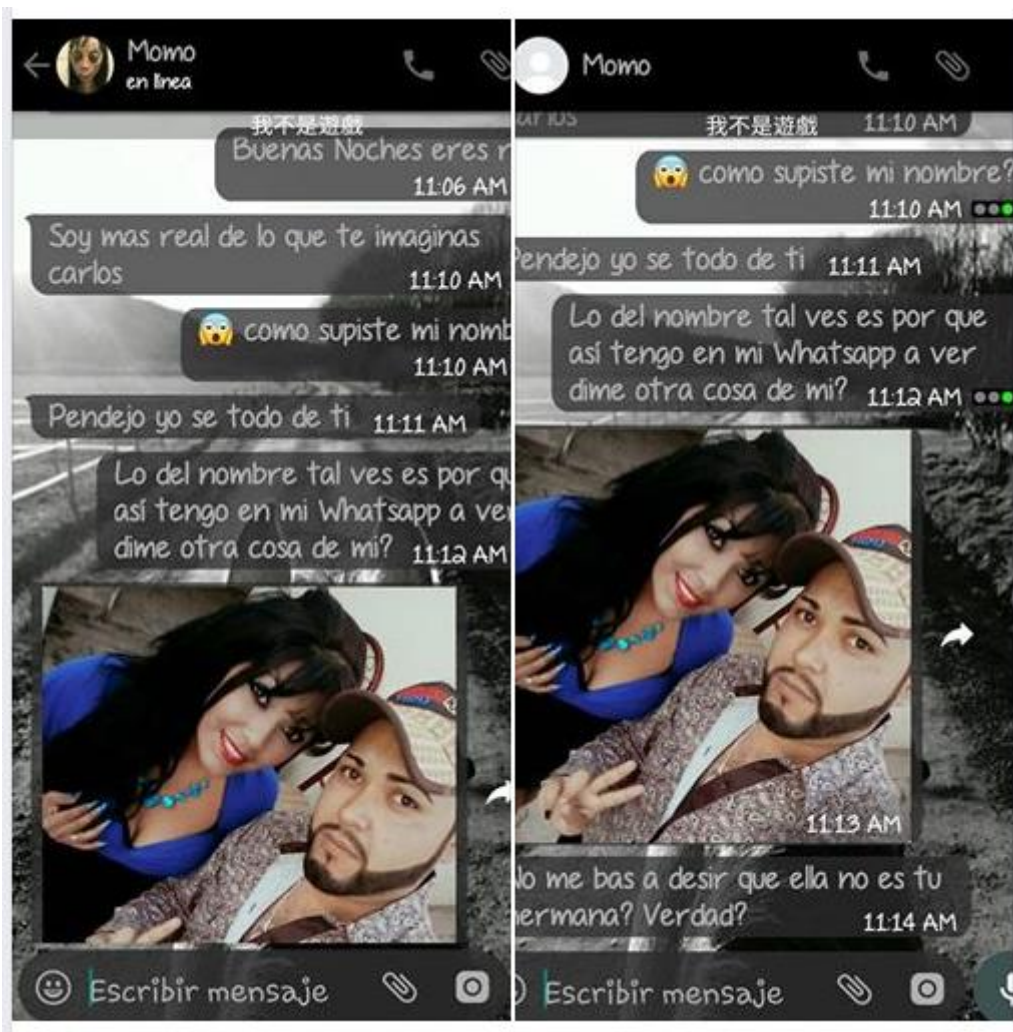 Momo
en línea
我不是遊戲
Buenas Noches eres
11:06 AM
Soy mas real de lo que te imaginas
carlos 11:10 AM
😱 como supiste mi nomb
11:10 AM
Pendejo yo se todo de ti 11:11 AM
Lo del nombre tal ves es por qu
así tengo en mi Whatsapp a ver
dime otra cosa de mi? 11:12 AM
Escribir mensaje
Momo
arlos 11:10 AM
我不是遊戲
😱 como supiste mi nombre?
11:10 AM
Pendejo yo se todo de ti 11:11 AM
Lo del nombre tal ves es por que
así tengo en mi Whatsapp a ver
dime otra cosa de mi? 11:12 AM
11:13 AM
No me bas a desir que ella no es tu
hermana? Verdad? 11:14 AM
Escribir mensaje